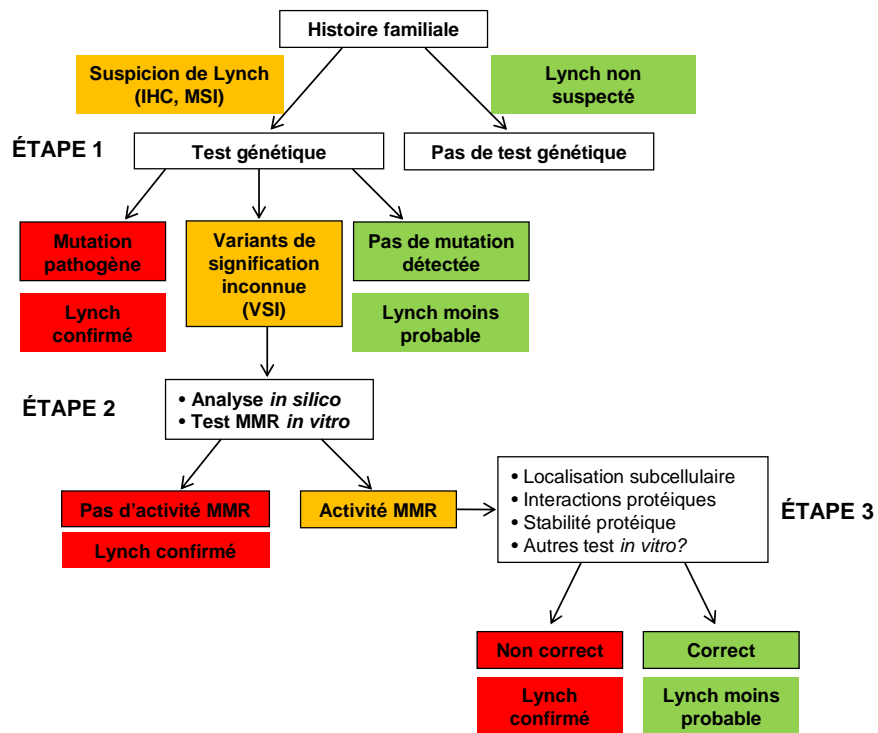 Histoire familiale
Suspicion de Lynch
(IHC, MSI)
Lynch non
suspecté
ÉTAPE 1
Test génétique
Pas de test génétique
Mutation
pathogène
Variants de
signification
inconnue
(VSI)
Pas de mutation
détectée
Lynch
confirmé
Lynch moins
probable
ÉTAPE 2
• Analyse in silico
• Test MMR in vitro
Pas d'activité MMR
Activité MMR
• Localisation subcellulaire
• Interactions protéiques
• Stabilité protéique
• Autres test in vitro?
ÉTAPE 3
Lynch confirmé
Non correct
Correct
Lynch
confirmé
Lynch moins
probable